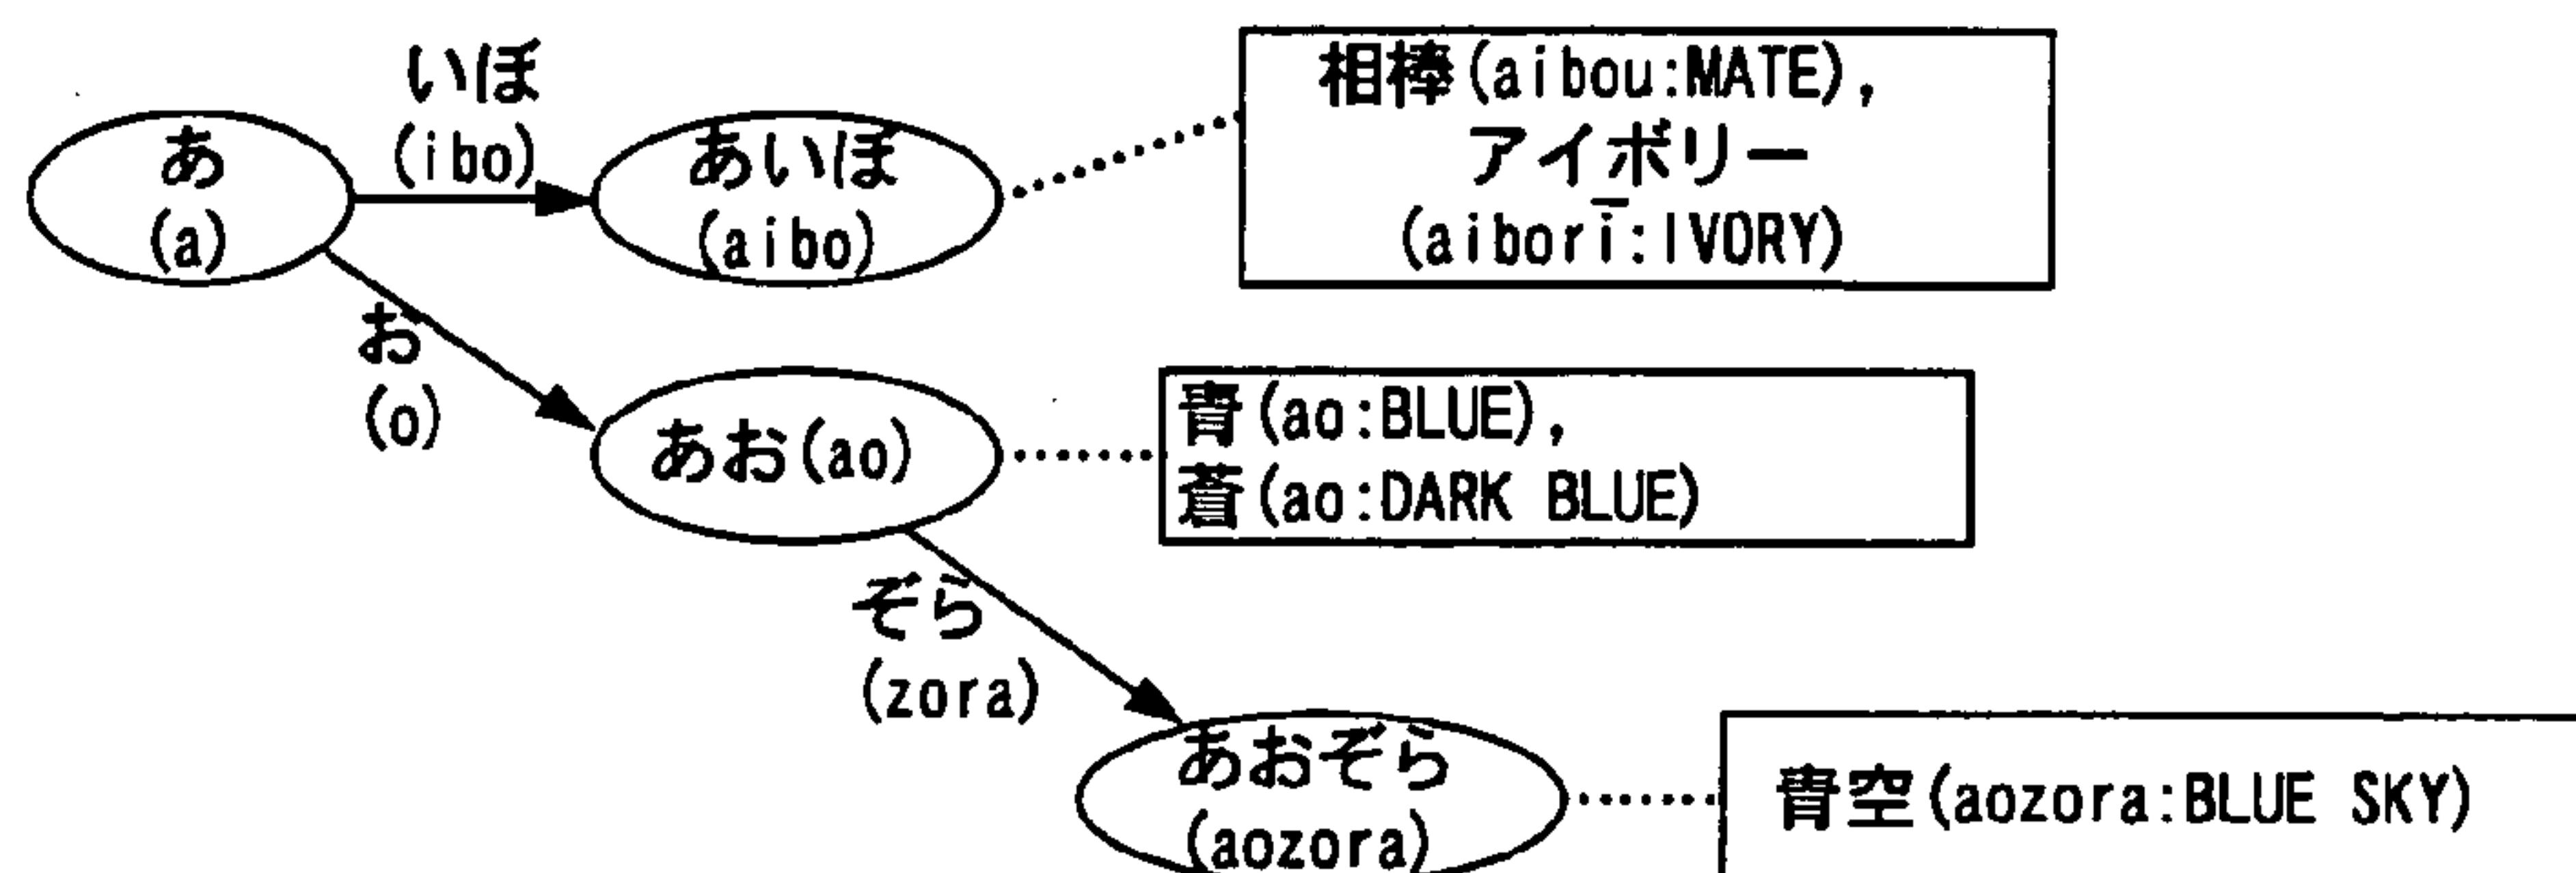 いぼ
(ibo)
あ
(a)
あいぼ
(aibo)
相棒(aibou:MATE),
アイボリー
(aiborī:IVORY)
お
(o)
あお(ao)
青(ao:BLUE),
蒼(ao:DARK BLUE)
ぞら
(zora)
あおぞら
(aozora)
青空(aozora:BLUE SKY)